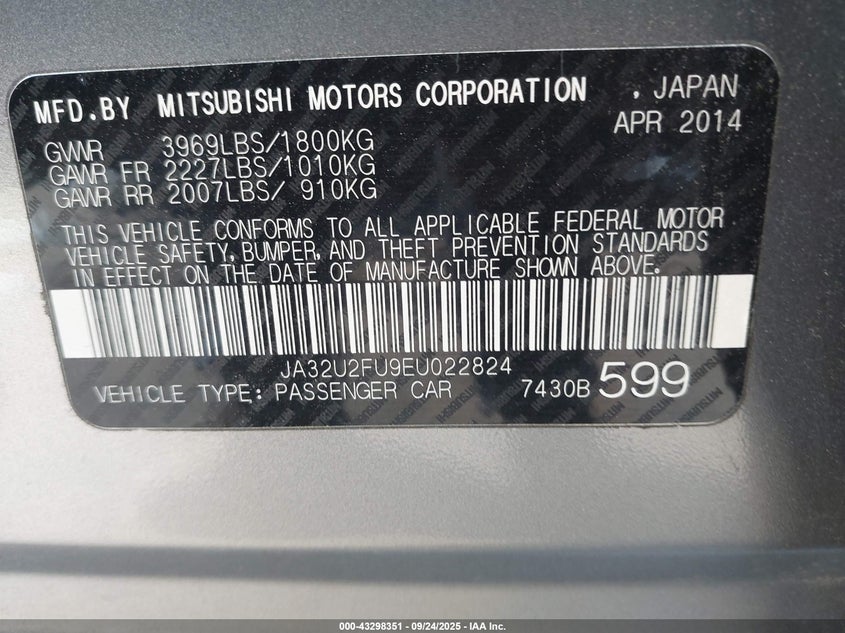 MFD.BY MITSUBISHI MOTORS CORPORATION , JAPAN
APR 2014
GVWR 3969LBS/1800KG
GAWR FR 2227LBS/1010KG
GAWR RR 2007LBS/ 910KG
THIS VEHICLE CONFORMS TO ALL APPLICABLE FEDERAL MOTOR
VEHICLE SAFETY, BUMPER, AND THEFT PREVENTION STANDARDS
IN EFFECT ON THE DATE OF MANUFACTURE SHOWN ABOVE.
JA32U2FU9EU022824
VEHICLE TYPE: PASSENGER CAR 7430B 599
000-43298351 - 09/24/2025 - IAA Inc.